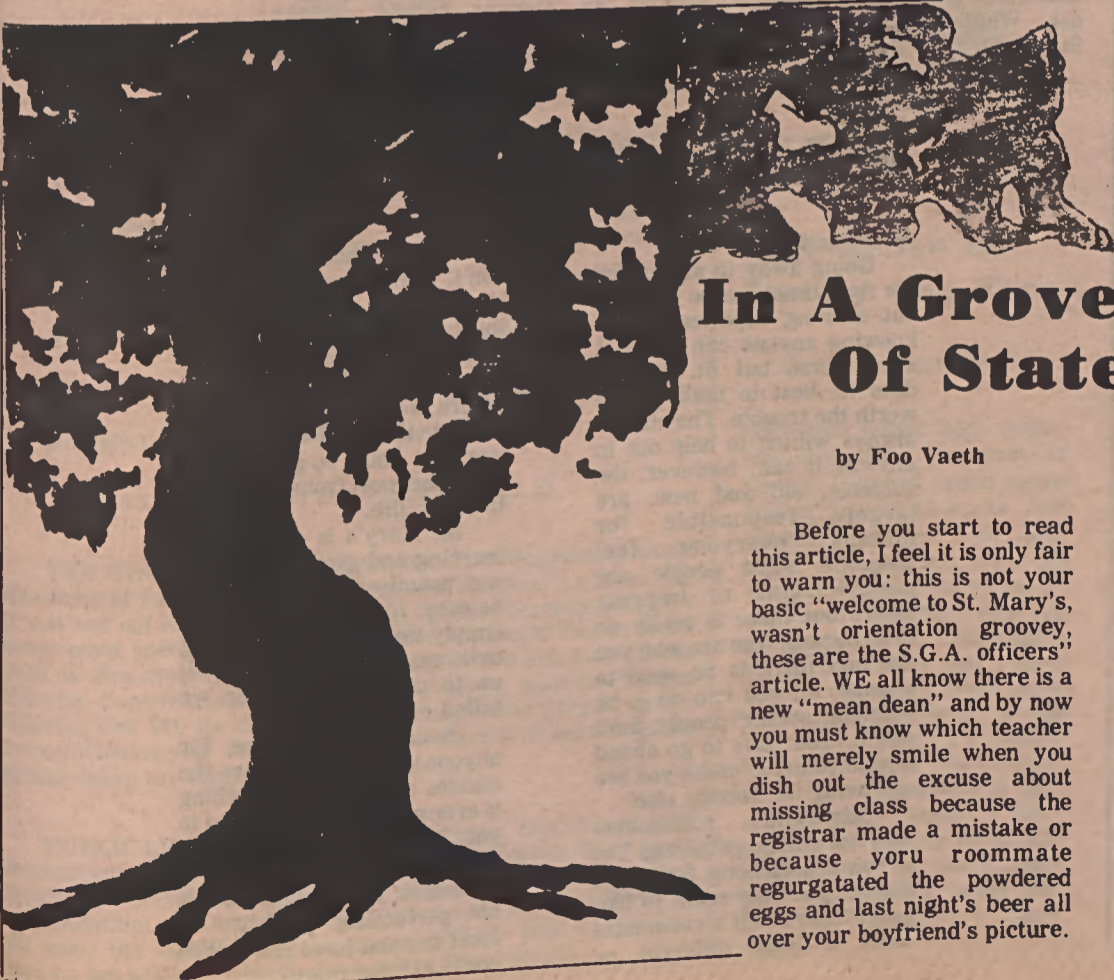 In A Grove
Of State
by Foo Vaeth
Before you start to read
this article, I feel it is only fair
to warn you: this is not your
basic "welcome to St. Mary's,
wasn't orientation groovey,
these are the S.G.A. officers"
article. WE all know there is a
new "mean dean" and by now
you must know which teacher
will merely smile when you
dish out the excuse about
missing class because the
registrar made a mistake or
because yoru roommate
regurgatated the powdered
eggs and last night's beer all
over your boyfriend's picture.